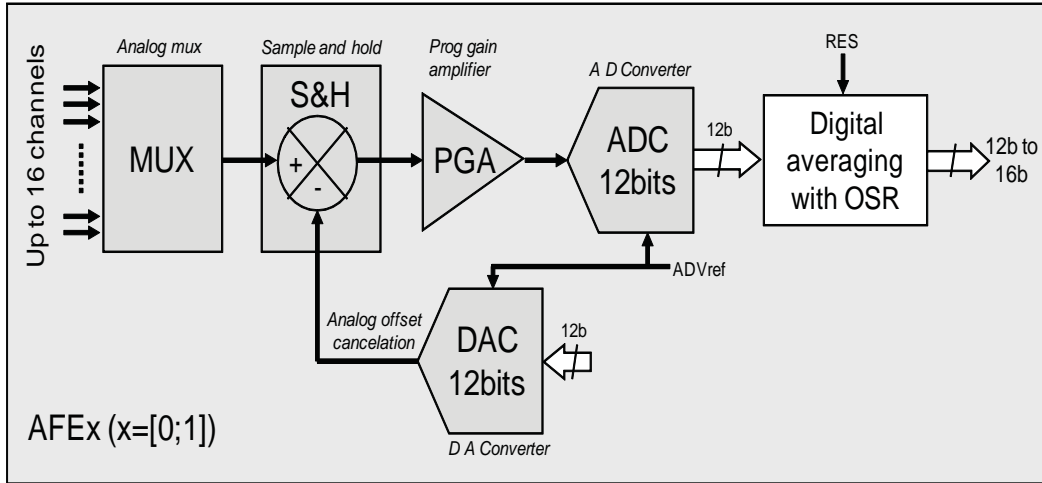 Analog mux
Sample and hold
Prog gain
amplifier
A D Converter
RES
Up to 16 channels
MUX
S&H
+
-
PGA
ADC
12bits
12b
Digital
averaging
with OSR
12b to
16b
ADVref
Analog offset
cancelation
DAC
12bits
12b
D A Converter
AFEx (x=[0;1])